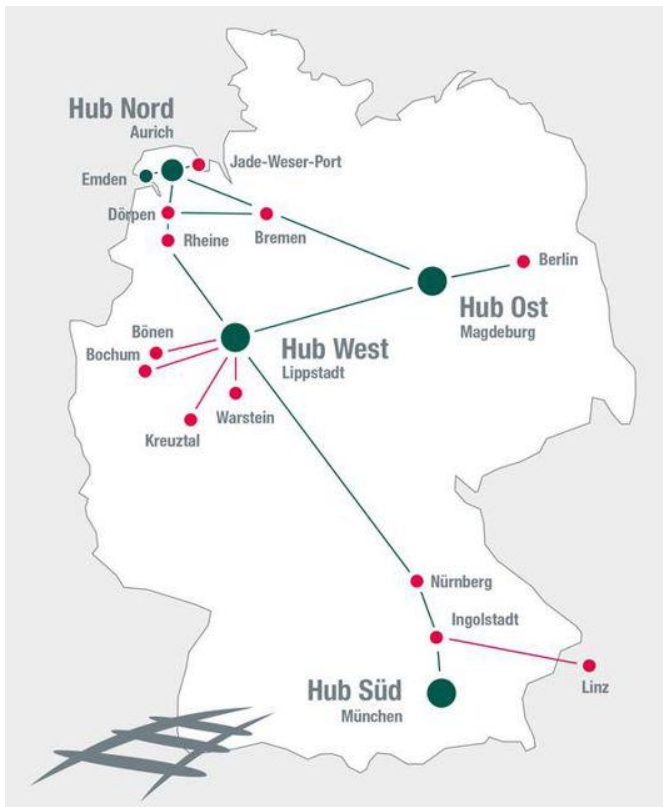 Hub Nord
Aurich
Jade-Weser-Port
Emden
Dörpen
Bremen
Rheine
Berlin
Hub Ost
Magdeburg
Bönen
Bochum
Hub West
Lippstadt
Warstein
Kreuztal
Nürnberg
Ingolstadt
Linz
Hub Süd
München